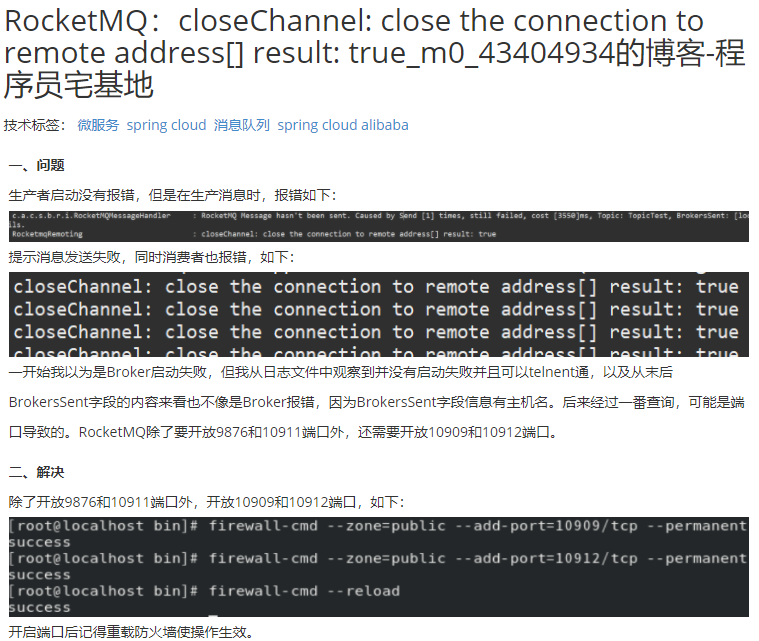 RocketMQ：closeChannel: close the connection to
remote address[] result: true_m0_43404934的博客-程
序员宅基地
技术标签： 微服务 spring cloud 消息队列 spring cloud alibaba
一、问题
生产者启动没有报错，但是在生产消息时，报错如下：
c.a.c.s.b.r.i.RocketMQMessageHandler : RocketMQ Message hasn't been sent. Caused by Send [1] times, still failed, cost [3550]ms, Topic: TopicTest, BrokersSent: [lo
ils.
RocketmqRemoting : closeChannel: close the connection to remote address[] result: true
提示消息发送失败，同时消费者也报错，如下：
closeChannel: close the connection to remote address[] result: true
closeChannel: close the connection to remote address[] result: true
closeChannel: close the connection to remote address[] result: true
closeChannel: close the connection to remote address[] result: true
一开始我以为是Broker启动失败，但我从日志文件中观察到并没有启动失败并且可以telnent通，以及从末后
BrokersSent字段的内容来看也不像是Broker报错，因为BrokersSent字段信息有主机名。后来经过一番查询，可能是端
口导致的。RocketMQ除了要开放9876和10911端口外，还需要开放10909和10912端口。
二、解决
除了开放9876和10911端口外，开放10909和10912端口，如下：
[root@localhost bin]# firewall-cmd --zone=public --add-port=10909/tcp --permanent
success
[root@localhost bin]# firewall-cmd --zone=public --add-port=10912/tcp --permanent
success
[root@localhost bin]# firewall-cmd --reload
success
开启端口后记得重载防火墙使操作生效。